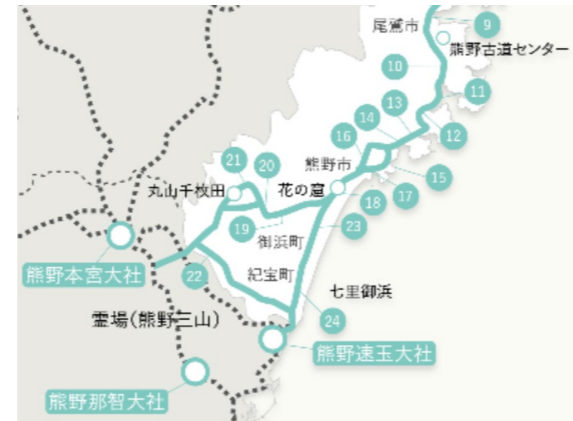 尾鷲市
9
熊野古道センター
10
11
13
12
14
16
熊野市
15
21
20
丸山千枚田
花の窟
17
18
19
御浜町
23
熊野本宮大社
22
紀宝町
七里御浜
霊場(熊野三山)
24
熊野速玉大社
熊野那智大社